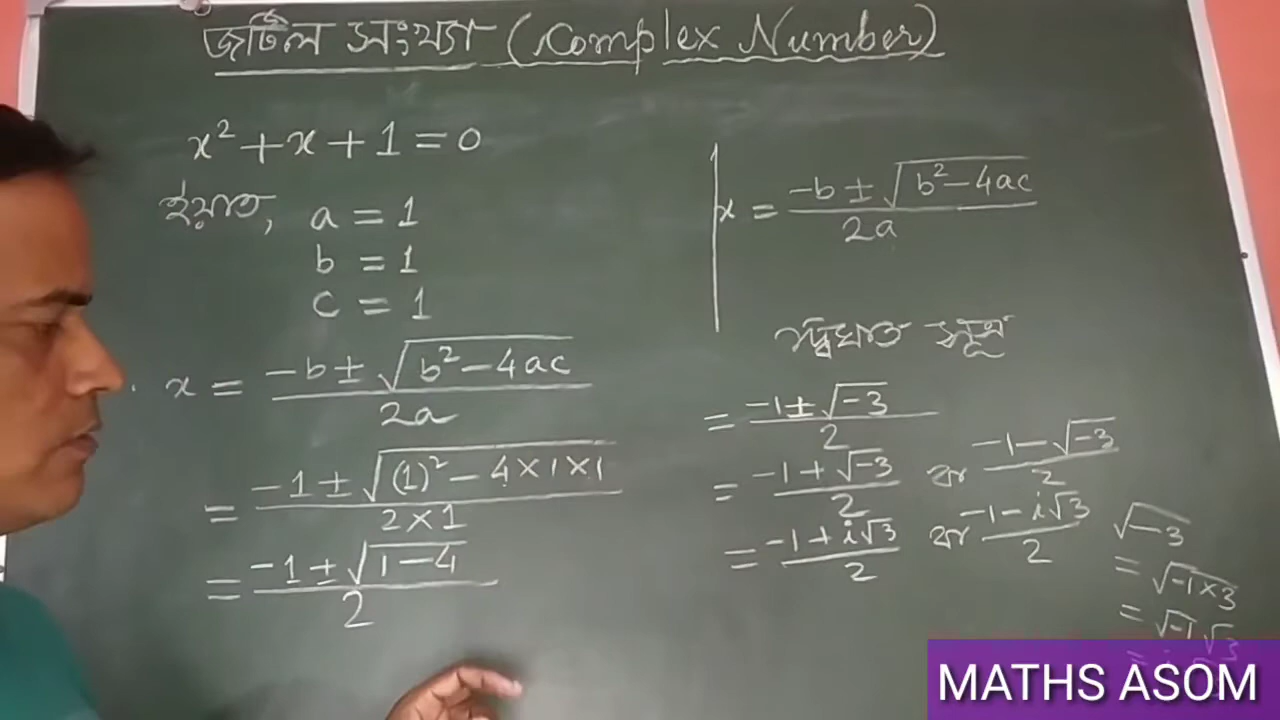 জটিল সংখ্যা (Complex Number)
x² + x + 1 = 0
ইয়াত, a = 1
b = 1
c = 1
x = (-b ± √(b² - 4ac)) / 2a
= (-1 ± √((1)² - 4×1×1)) / (2×1)
= (-1 ± √(1-4)) / 2
x = (-b ± √(b² - 4ac)) / 2a
দ্বিঘাত সূত্ৰ
= (-1 ± √-3) / 2
= (-1 + √-3) / 2 বা (-1 - √-3) / 2
= (-1 + i√3) / 2 বা (-1 - i√3) / 2
√-3
= √(-1×3)
= √-1 √3
MATHS ASOM